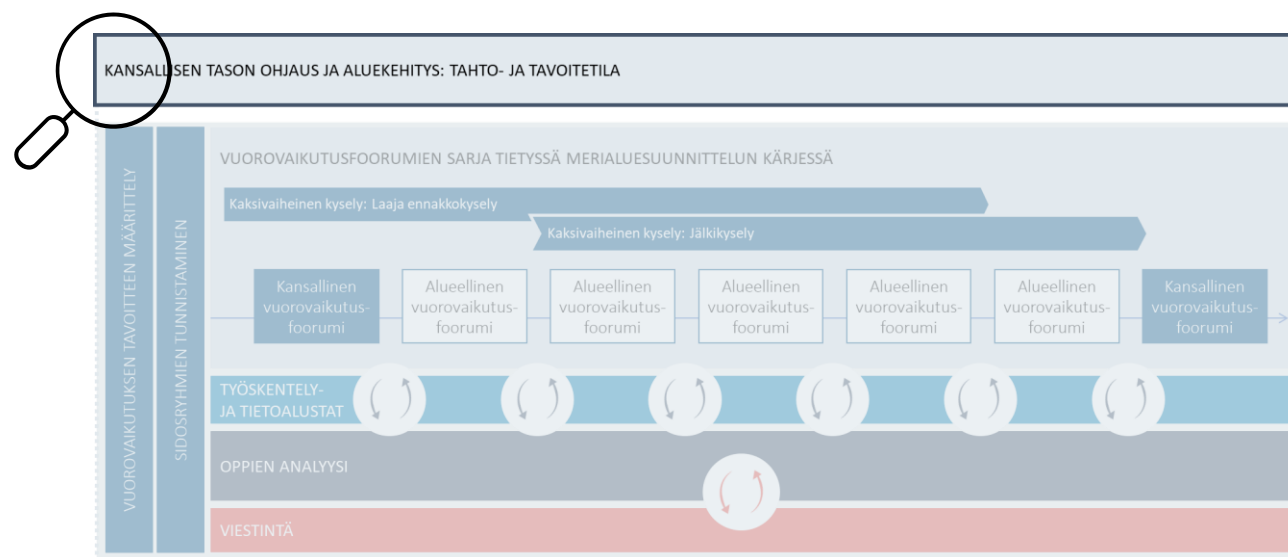 KANSALLISEN TASON OHJAUS JA ALUEKEHITYS: TAHTO- JA TAVOITETILA
VUOROVAIKUTUKSEN TAVOITTEEN MÄÄRITTELY
SIDOSRYHMIEN TUNNISTAMINEN
VUOROVAIKUTUSFOORUMIEN SARJA TIETYSSÄ MERIALUESUUNNITTELUN KÄRJESSÄ
Kaksivaiheinen kysely: Laaja ennakkokysely
Kaksivaiheinen kysely: Jälkikysely
Kansallinen
vuorovaikutus-
foorumi
Alueellinen
vuorovaikutus-
foorumi
Alueellinen
vuorovaikutus-
foorumi
Alueellinen
vuorovaikutus-
foorumi
Alueellinen
vuorovaikutus-
foorumi
Alueellinen
vuorovaikutus-
foorumi
Kansallinen
vuorovaikutus-
foorumi
TYÖSKENTELY-
JA TIETOALUSTAT
OPPIEN ANALYYSI
VIESTINTÄ